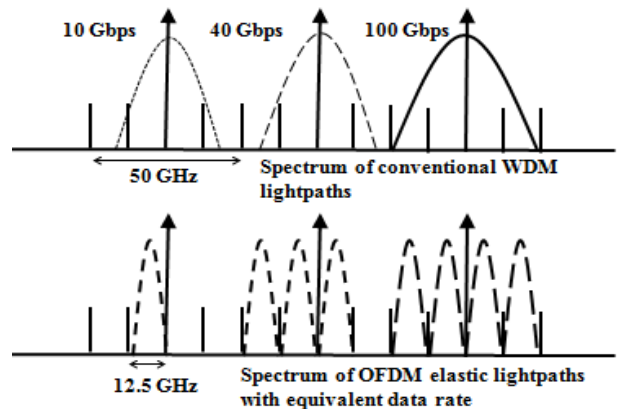 10 Gbps
40 Gbps
100 Gbps
50 GHz
Spectrum of conventional WDM
lightpaths
12.5 GHz
Spectrum of OFDM elastic lightpaths
with equivalent data rate